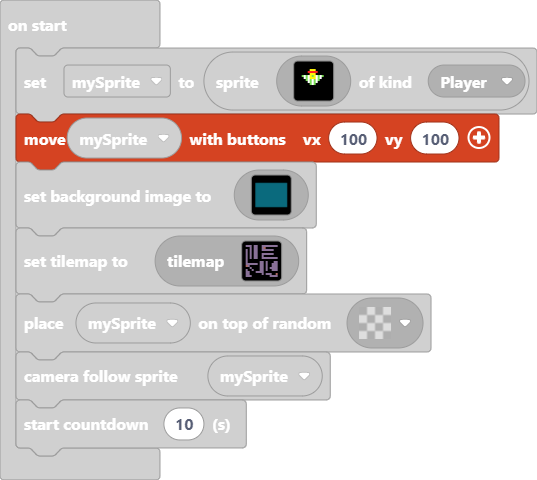 on start
set mySprite to sprite of kind Player
move mySprite with buttons vx 100 vy 100
set background image to
set tilemap to tilemap
place mySprite on top of random
camera follow sprite mySprite
start countdown 10 (s)